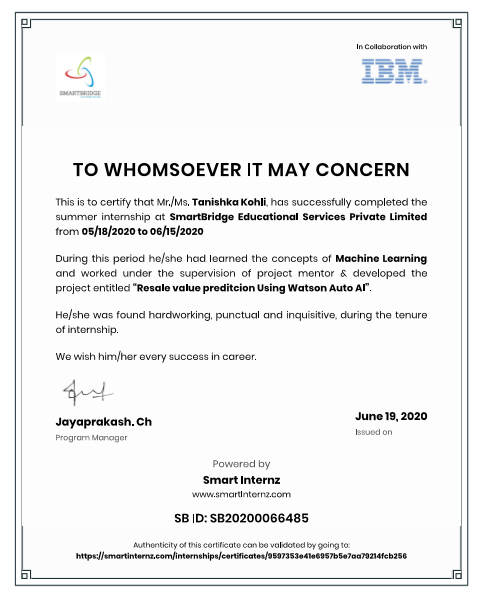 In Collaboration with
IBM.
SMARTBRIDGE
TO WHOMSOEVER IT MAY CONCERN
This is to certify that Mr./Ms. Tanishka Kohli, has successfully completed the
summer internship at SmartBridge Educational Services Private Limited
from 05/18/2020 to 06/15/2020
During this period he/she had learned the concepts of Machine Learning
and worked under the supervision of project mentor & developed the
project entitled “Resale value preditcion Using Watson Auto AI”.
He/she was found hardworking, punctual and inquisitive, during the tenure
of internship.
We wish him/her every success in career.
Jayaprakash. Ch
Program Manager
June 19, 2020
Issued on
Powered by
Smart Internz
www.smartInternz.com
SB ID: SB20200066485
Authenticity of this certificate can be validated by going to:
https://smartinternz.com/internships/certificates/9597353e41e6957b5e7aa79214fcb256